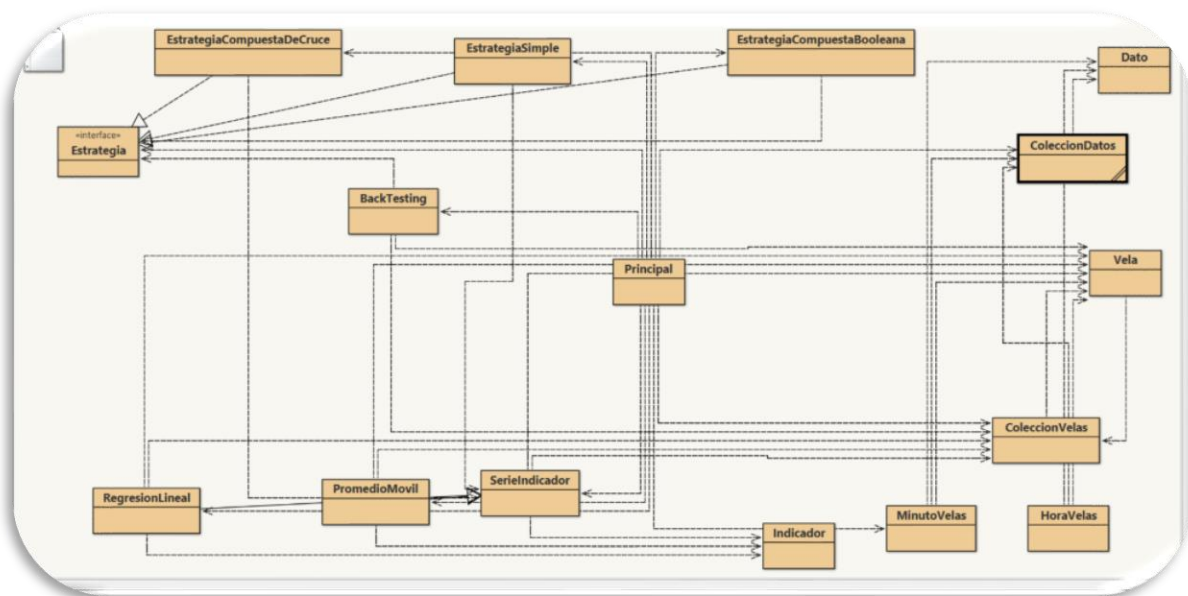 EstrategiaCompuestaDeCruce
EstrategiaSimple
EstrategiaCompuestaBooleana
Dato
«interface»
Estrategia
ColeccionDatos
BackTesting
Principal
Vela
ColeccionVelas
RegresionLineal
PromedioMovil
SerieIndicador
Indicador
MinutoVelas
HoraVelas